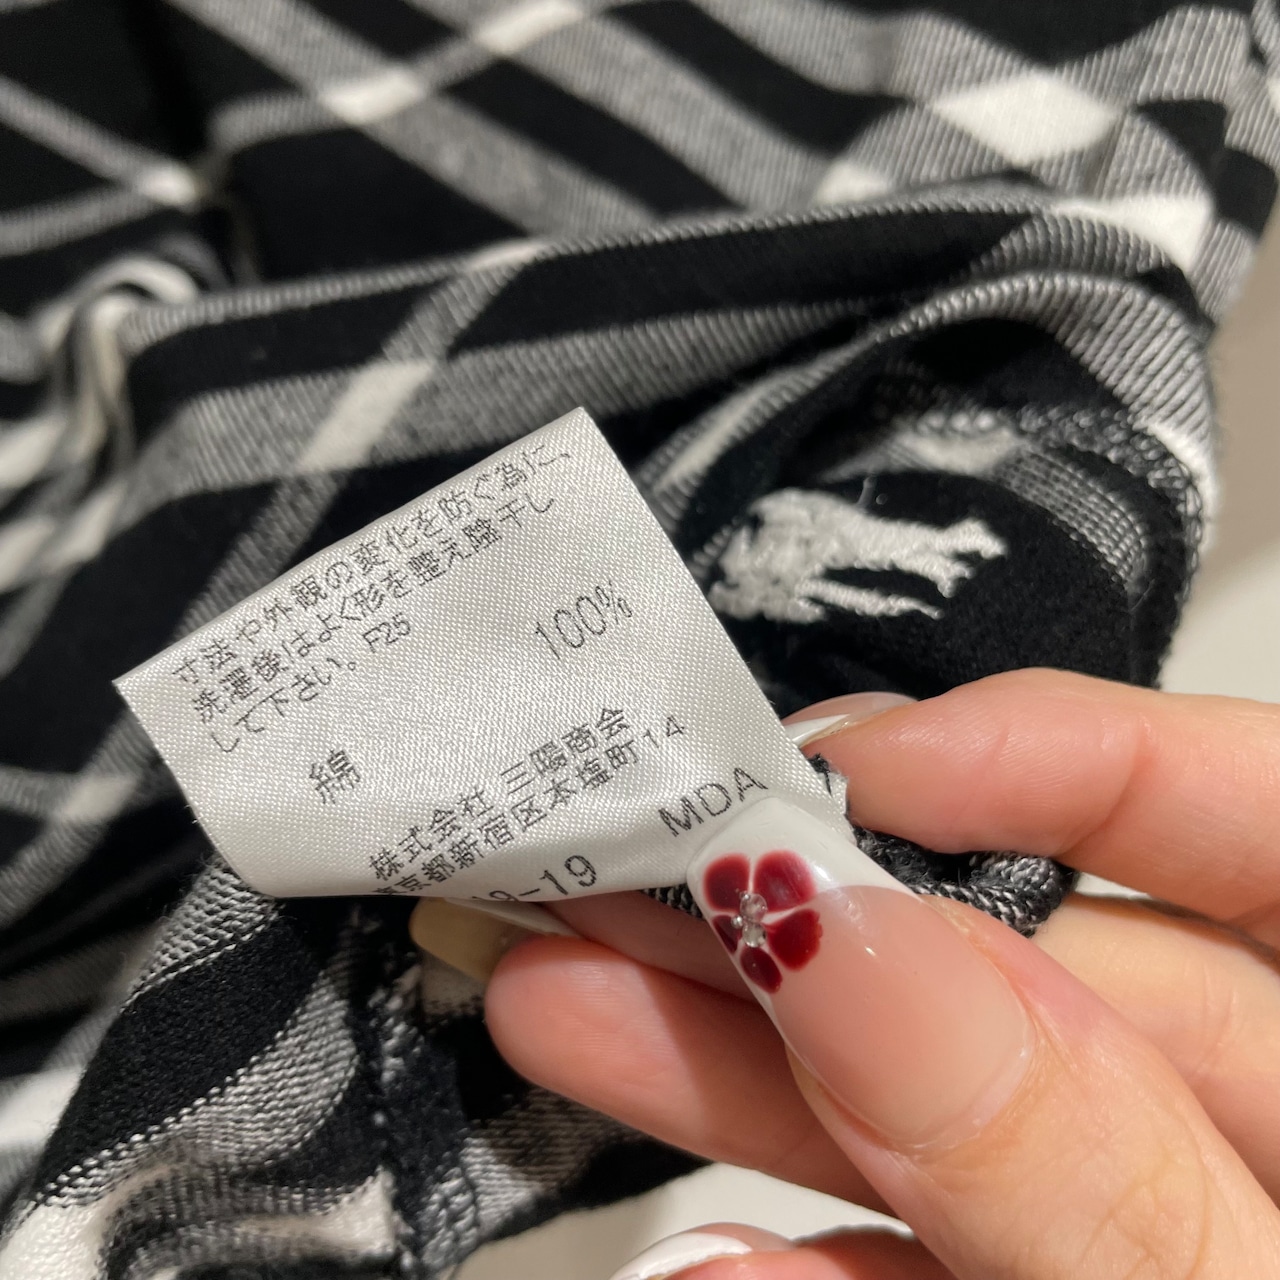 寸法や外観の変化を防ぐ為に、
洗濯後はよく形を整え陰干し
して下さい。F25
綿 100%
株式会社 三陽商会
東京都新宿区本塩町14
-19 MDA